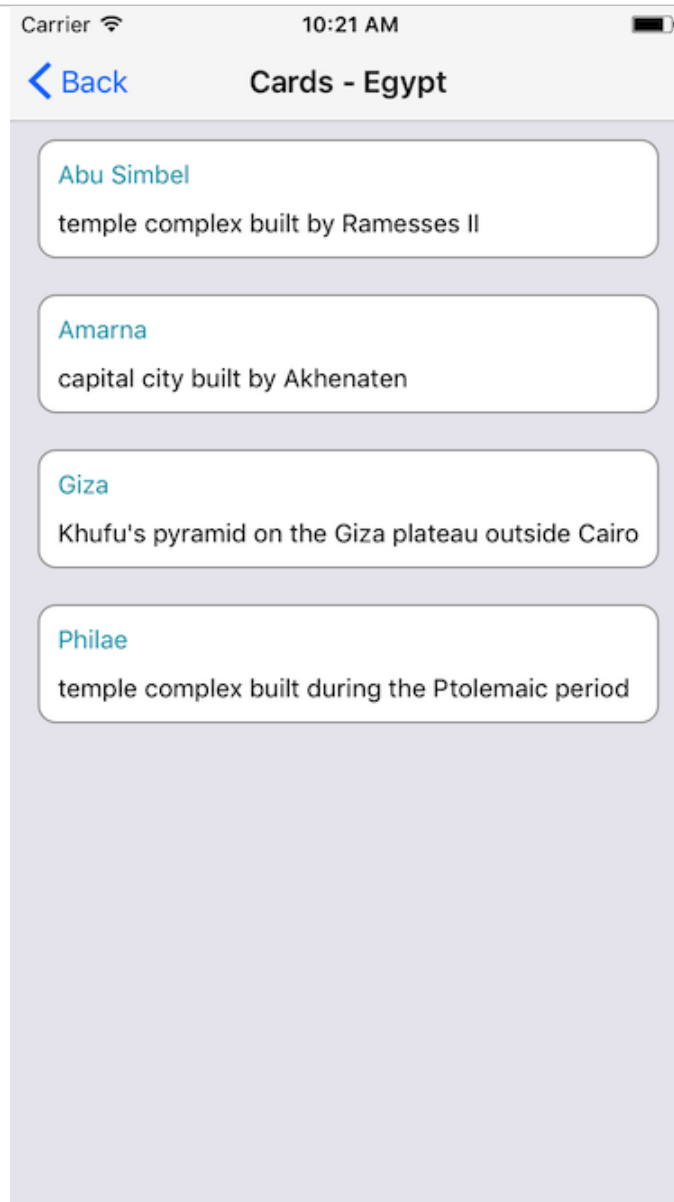 Carrier 10:21 AM
Back Cards - Egypt
Abu Simbel
temple complex built by Ramesses II
Amarna
capital city built by Akhenaten
Giza
Khufu's pyramid on the Giza plateau outside Cairo
Philae
temple complex built during the Ptolemaic period